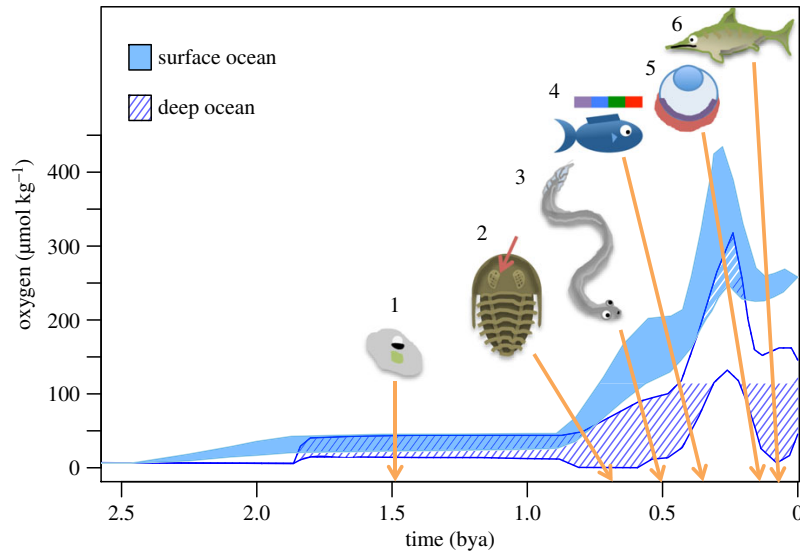 6
surface ocean
5
4
deep ocean
400
3
300
2
200
1
100
0
oxygen (µmol kg⁻¹)
2.5 2.0 1.5 1.0 0.5 0
time (bya)